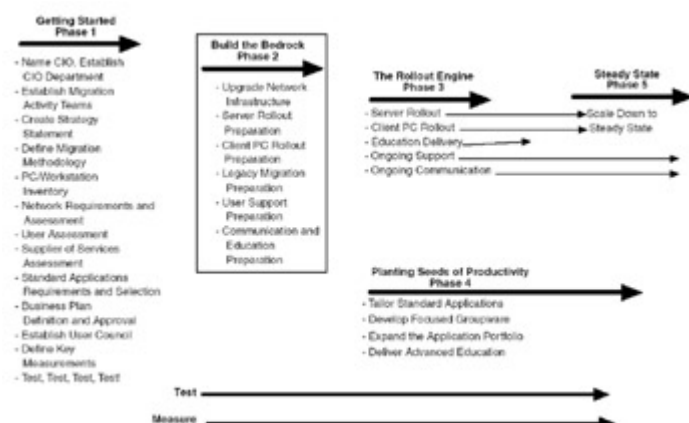 Getting Started
Phase 1
- Name CIO, Establish
CIO Department
- Establish Migration
Activity Teams
- Create Strategy
Statement
- Define Migration
Methodology
- PC/Workstation
Inventory
- Network Requirements and
Assessment
- User Assessment
- Supplier of Services
Assessment
- Standard Applications
Requirements and Selection
- Business Plan
Definition and Approval
- Establish User Council
- Define Key
Measurements
- Test, Test, Test, Test!
Build the Bedrock
Phase 2
- Upgrade Network
Infrastructure
- Server Rollout
Preparation
- Client PC Rollout
Preparation
- Legacy Migration
Preparation
- User Support
Preparation
- Communication and
Education
Preparation
The Rollout Engine
Phase 3
- Server Rollout
- Client PC Rollout
- Education Delivery
- Ongoing Support
- Ongoing Communication
Steady State
Phase 5
Scale Down to
Steady State
Planting Seeds of Productivity
Phase 4
- Tailor Standard Applications
- Develop Focused Groupware
- Expand the Application Portfolio
- Deliver Advanced Education
Test
Measure